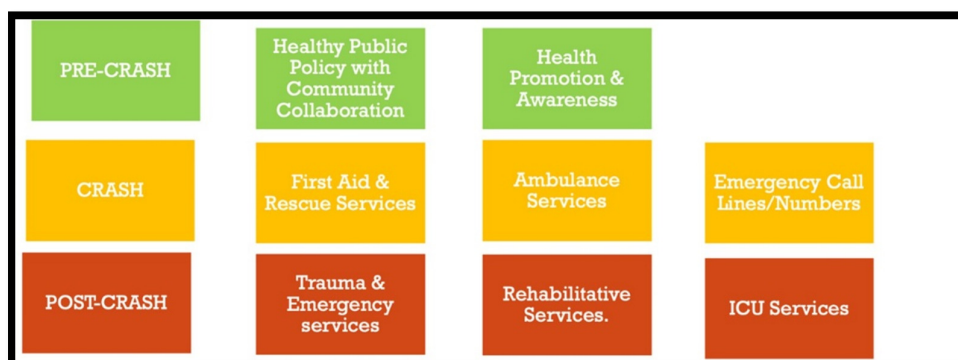 PRE-CRASH
Healthy Public
Policy with
Community
Collaboration
Health
Promotion &
Awareness
CRASH
First Aid &
Rescue Services
Ambulance
Services
Emergency Call
Lines/Numbers
POST-CRASH
Trauma &
Emergency
services
Rehabilitative
Services.
ICU Services